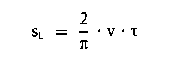 s_L = 2/π · v · τ